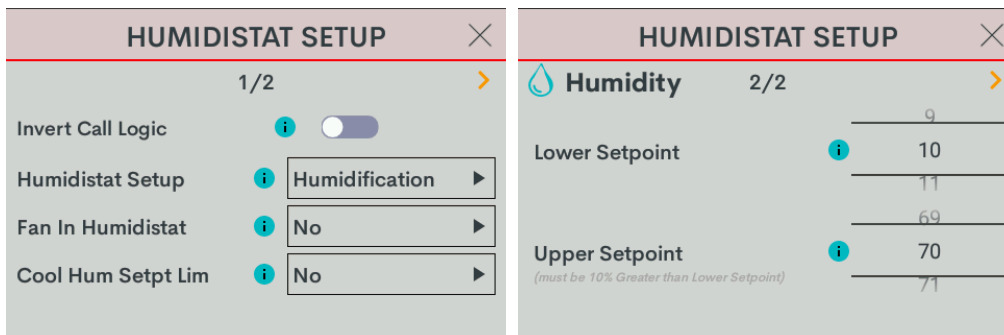 HUMIDISTAT SETUP
1/2
Invert Call Logic
Humidistat Setup Humidification
Fan In Humidistat No
Cool Hum Setpt Lim No
HUMIDISTAT SETUP
Humidity 2/2
9
Lower Setpoint 10
11
69
Upper Setpoint 70
(must be 10% Greater than Lower Setpoint)
71